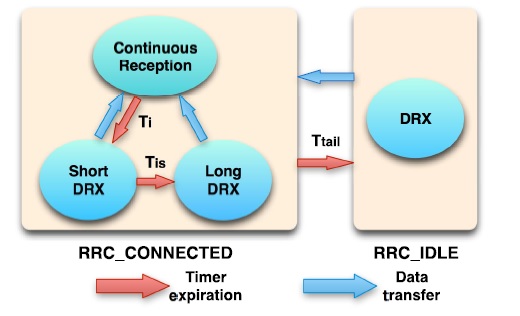 Continuous
Reception
Ti
Short
DRX
Tis
Long
DRX
Ttail
DRX
RRC_CONNECTED
RRC_IDLE
Timer
expiration
Data
transfer